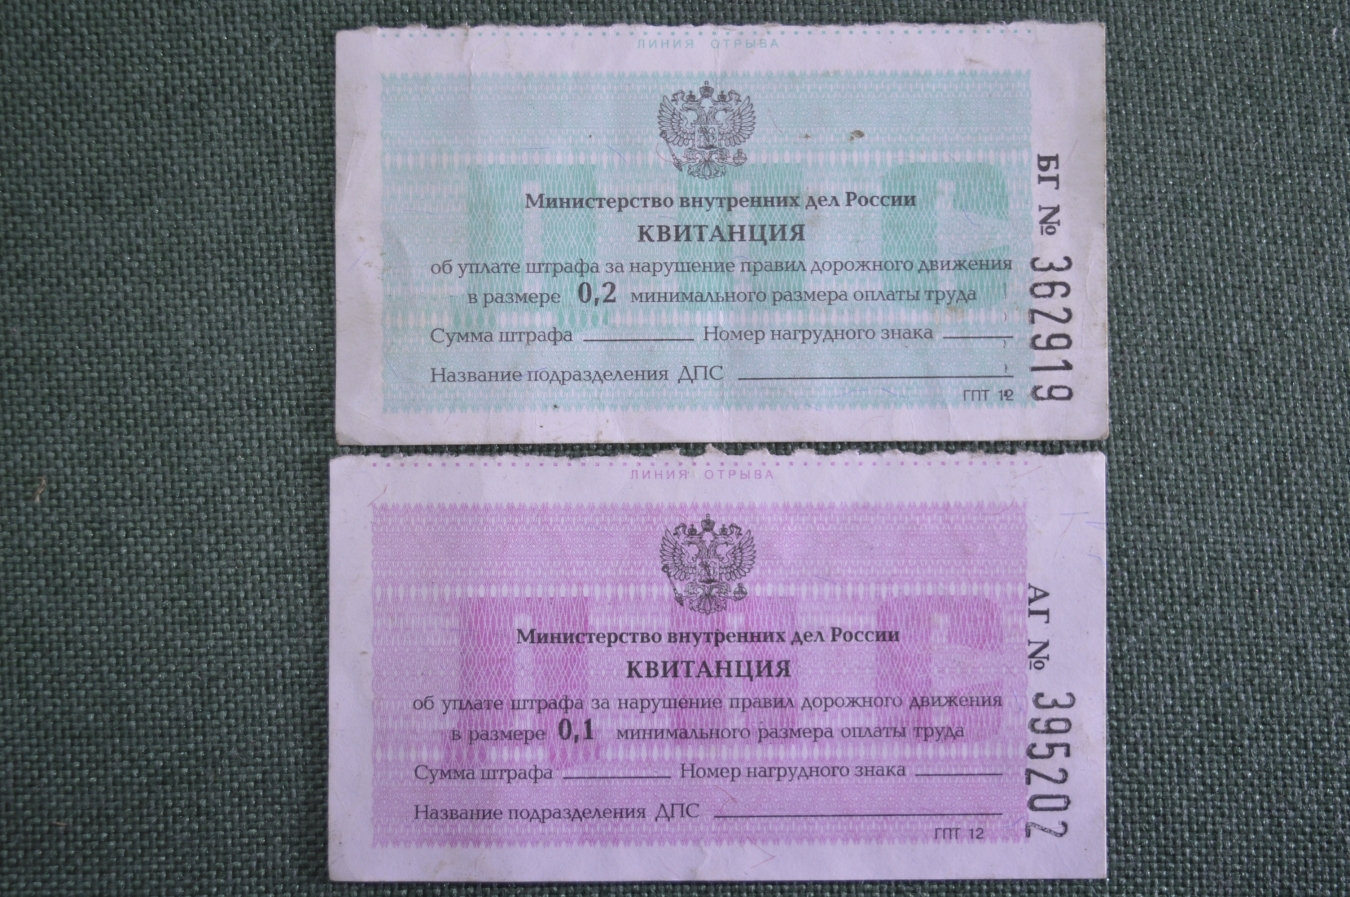 ЛИНИЯ ОТРЫВА
ДПС
Министерство внутренних дел России
КВИТАНЦИЯ
об уплате штрафа за нарушение правил дорожного движения
в размере 0,2 минимального размера оплаты труда
Сумма штрафа Номер нагрудного знака
Название подразделения ДПС
ГПТ 12
БГ № 362919
ЛИНИЯ ОТРЫВА
ДПС
Министерство внутренних дел России
КВИТАНЦИЯ
об уплате штрафа за нарушение правил дорожного движения
в размере 0,1 минимального размера оплаты труда
Сумма штрафа Номер нагрудного знака
Название подразделения ДПС
ГПТ 12
АГ № 395202